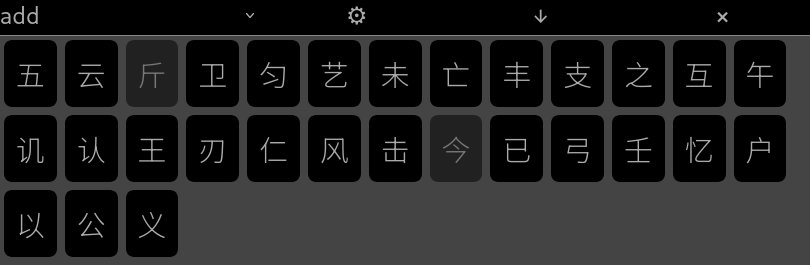 add
五 云 斤 卫 匀 艺 未 亡 丰 支 之 互 午
讥 认 王 刃 仁 风 击 今 已 弓 壬 忆 户
以 公 义